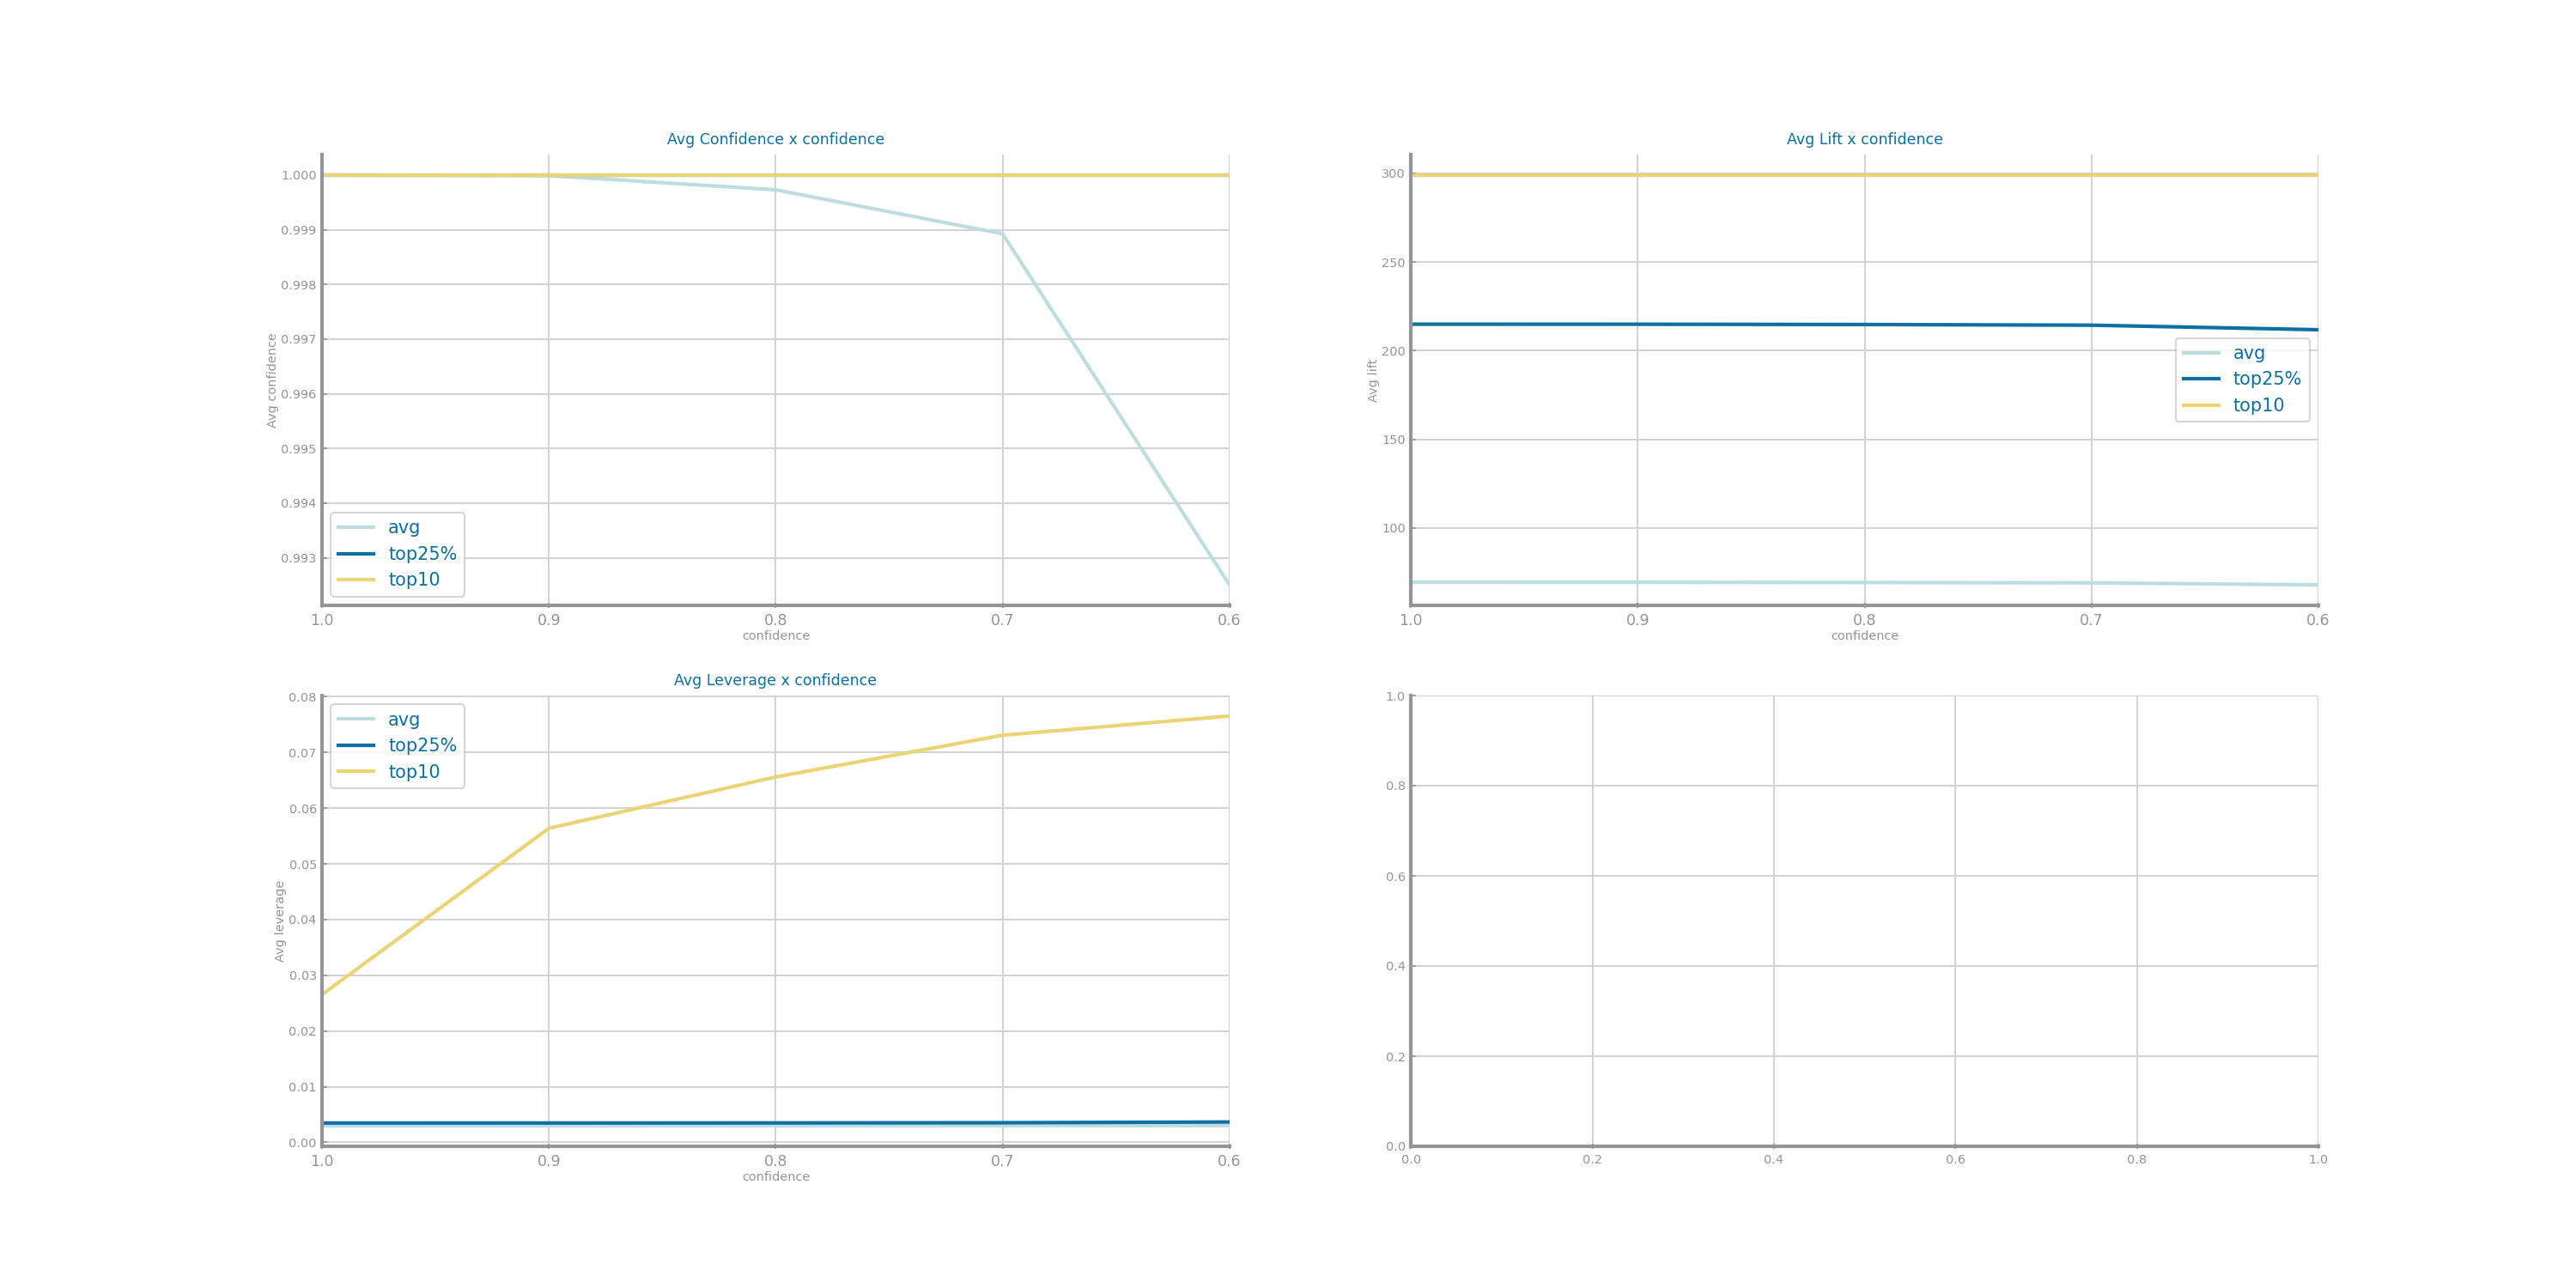 Avg Confidence x confidence
1.000
0.999
0.998
0.997
0.996
0.995
0.994
0.993
Avg confidence
avg
top25%
top10
1.0 0.9 0.8 0.7 0.6
confidence
Avg Lift x confidence
300
250
200
150
100
Avg lift
avg
top25%
top10
1.0 0.9 0.8 0.7 0.6
confidence
Avg Leverage x confidence
0.08
0.07
0.06
0.05
0.04
0.03
0.02
0.01
0.00
Avg leverage
avg
top25%
top10
1.0 0.9 0.8 0.7 0.6
confidence
1.0
0.8
0.6
0.4
0.2
0.0
0.0 0.2 0.4 0.6 0.8 1.0